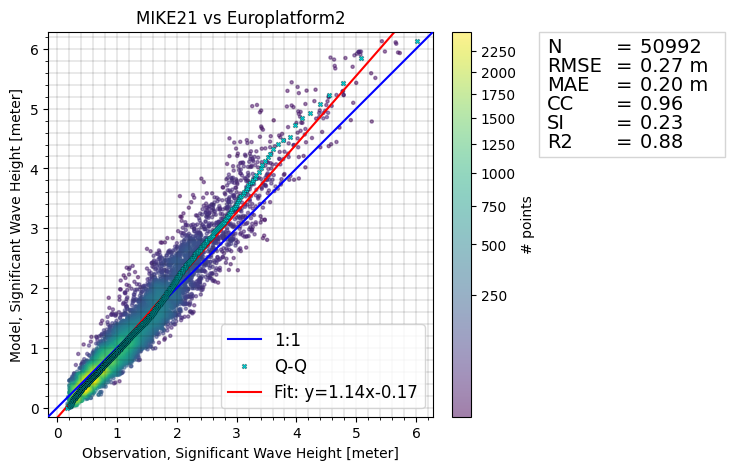 MIKE21 vs Europlatform2
Model, Significant Wave Height [meter]
6
5
4
3
2
1
0
0 1 2 3 4 5 6
Observation, Significant Wave Height [meter]
1:1
Q-Q
Fit: y=1.14x-0.17
2250
2000
1750
1500
1250
1000
750
500
250
# points
N = 50992
RMSE = 0.27 m
MAE = 0.20 m
CC = 0.96
SI = 0.23
R2 = 0.88